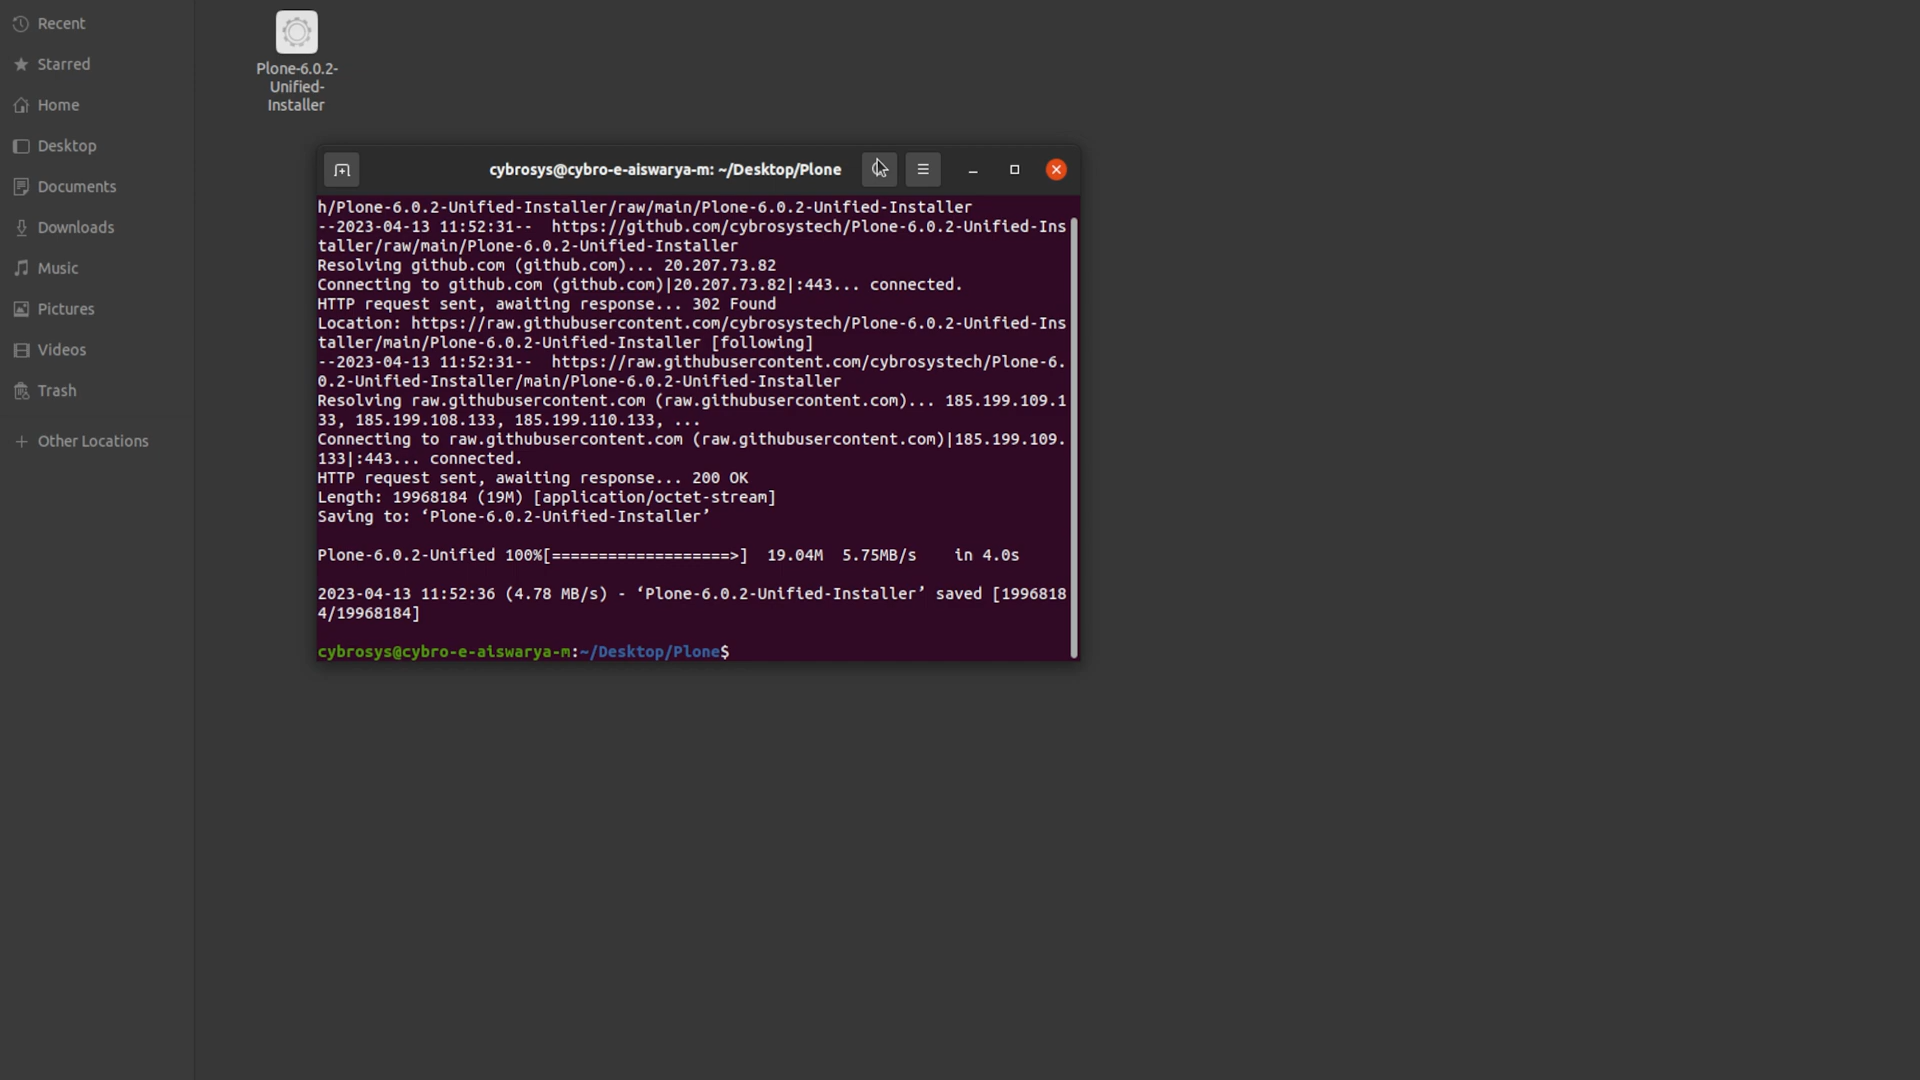 Recent
Starred
Home
Desktop
Documents
Downloads
Music
Pictures
Videos
Trash
Other Locations
Plone-6.0.2-
Unified-
Installer
cybrosys@cybro-e-aiswarya-m: ~/Desktop/Plone
h/Plone-6.0.2-Unified-Installer/raw/main/Plone-6.0.2-Unified-Installer
--2023-04-13 11:52:31--  https://github.com/cybrosystech/Plone-6.0.2-Unified-Ins
taller/raw/main/Plone-6.0.2-Unified-Installer
Resolving github.com (github.com)... 20.207.73.82
Connecting to github.com (github.com)|20.207.73.82|:443... connected.
HTTP request sent, awaiting response... 302 Found
Location: https://raw.githubusercontent.com/cybrosystech/Plone-6.0.2-Unified-Ins
taller/main/Plone-6.0.2-Unified-Installer [following]
--2023-04-13 11:52:31--  https://raw.githubusercontent.com/cybrosystech/Plone-6.
0.2-Unified-Installer/main/Plone-6.0.2-Unified-Installer
Resolving raw.githubusercontent.com (raw.githubusercontent.com)... 185.199.109.1
33, 185.199.108.133, 185.199.110.133, ...
Connecting to raw.githubusercontent.com (raw.githubusercontent.com)|185.199.109.
133|:443... connected.
HTTP request sent, awaiting response... 200 OK
Length: 19968184 (19M) [application/octet-stream]
Saving to: ‘Plone-6.0.2-Unified-Installer’
Plone-6.0.2-Unified 100%[===================>]  19.04M  5.75MB/s    in 4.0s
2023-04-13 11:52:36 (4.78 MB/s) - ‘Plone-6.0.2-Unified-Installer’ saved [1996818
4/19968184]
cybrosys@cybro-e-aiswarya-m:~/Desktop/Plone$